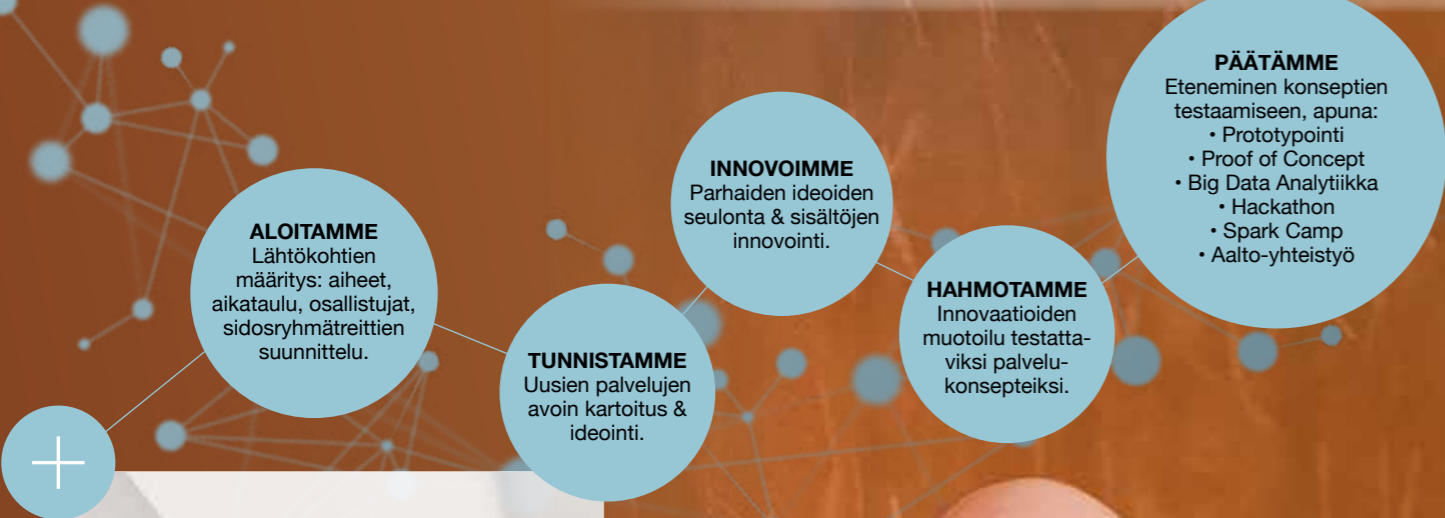 ALOITAMME
Lähtökohtien
määritys: aiheet,
aikataulu, osallistujat,
sidosryhmätreittien
suunnittelu.
TUNNISTAMME
Uusien palvelujen
avoin kartoitus &
ideointi.
INNOVOIMME
Parhaiden ideoiden
seulonta & sisältöjen
innovointi.
HAHMOTAMME
Innovaatioiden
muotoilu testatta-
viksi palvelu-
konsepteiksi.
PÄÄTÄMME
Eteneminen konseptien
testaamiseen, apuna:
• Prototypointi
• Proof of Concept
• Big Data Analytiikka
• Hackathon
• Spark Camp
• Aalto-yhteistyö